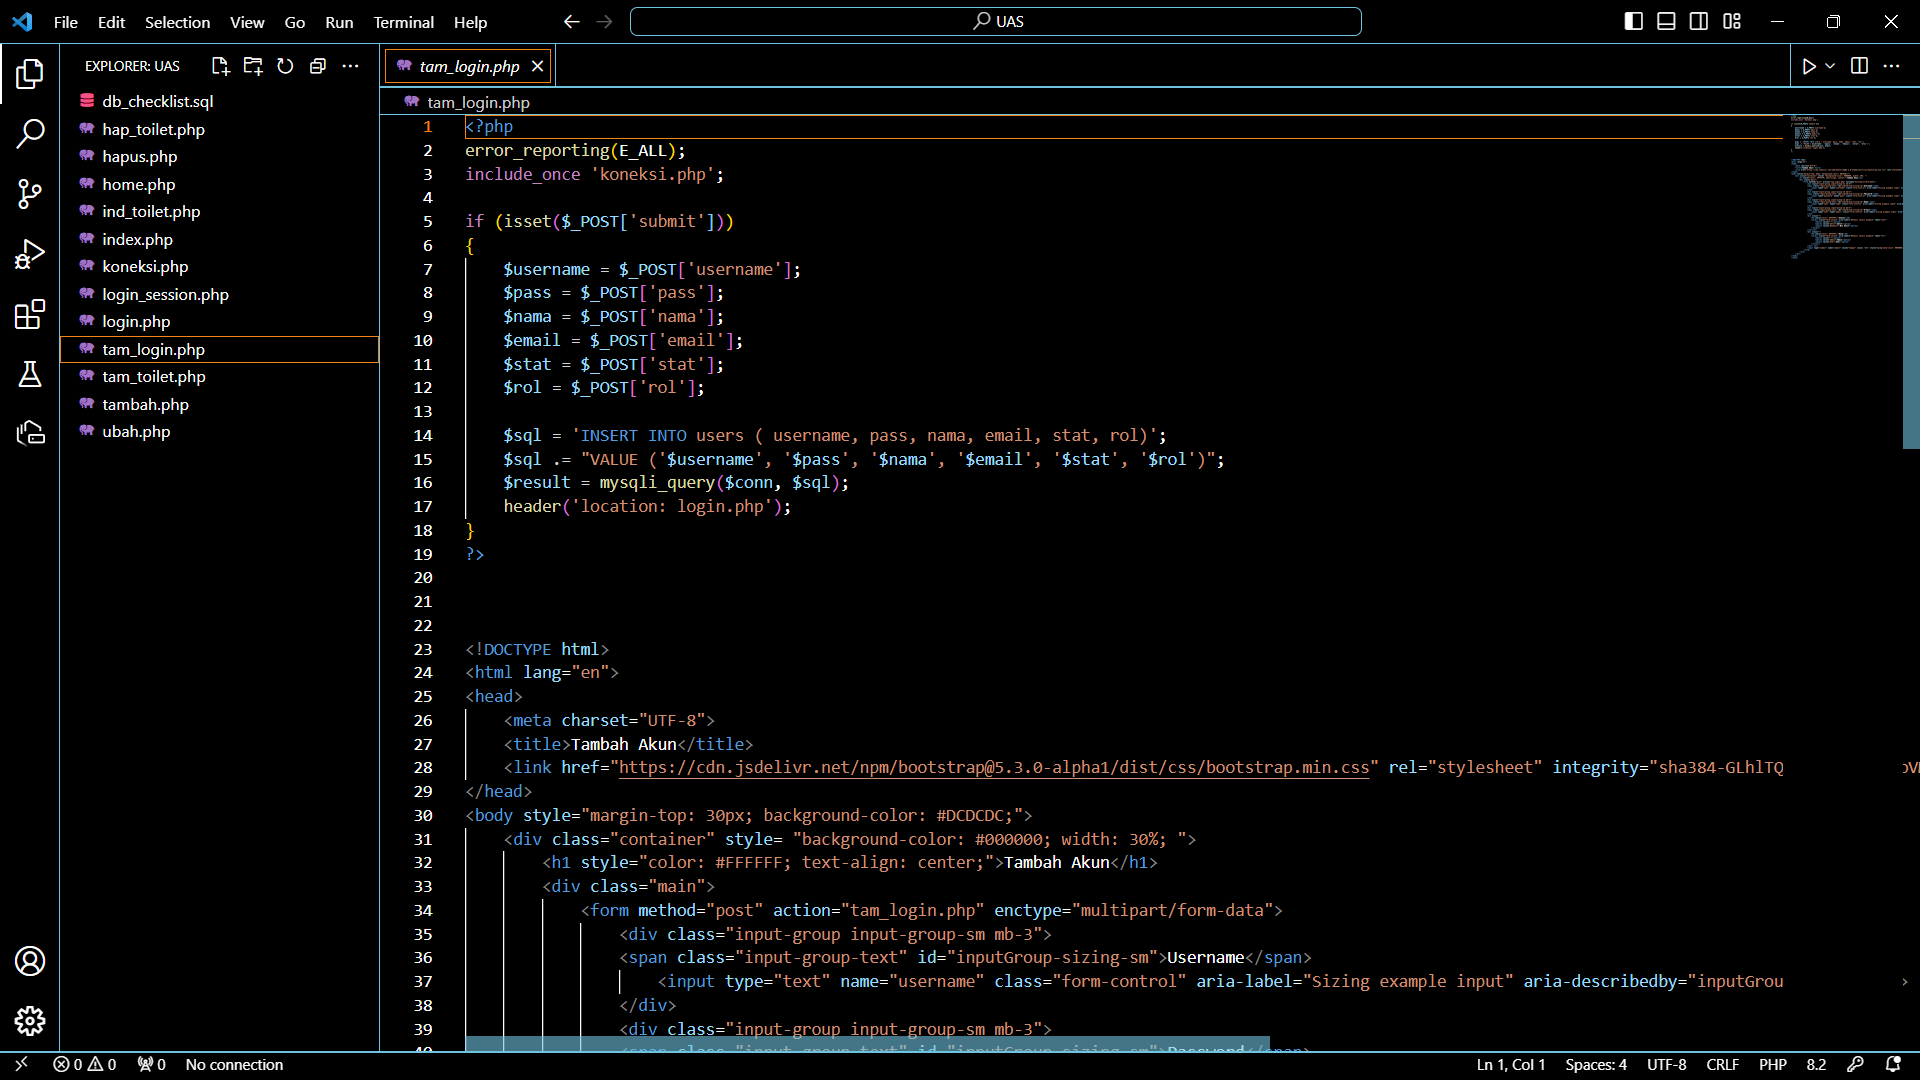 File Edit Selection View Go Run Terminal Help
UAS
EXPLORER: UAS
db_checklist.sql
hap_toilet.php
hapus.php
home.php
ind_toilet.php
index.php
koneksi.php
login_session.php
login.php
tam_login.php
tam_toilet.php
tambah.php
ubah.php
tam_login.php
tam_login.php
1 <?php
2 error_reporting(E_ALL);
3 include_once 'koneksi.php';
4
5 if (isset($_POST['submit']))
6 {
7 $username = $_POST['username'];
8 $pass = $_POST['pass'];
9 $nama = $_POST['nama'];
10 $email = $_POST['email'];
11 $stat = $_POST['stat'];
12 $rol = $_POST['rol'];
13
14 $sql = 'INSERT INTO users ( username, pass, nama, email, stat, rol)';
15 $sql .= "VALUE ('$username', '$pass', '$nama', '$email', '$stat', '$rol')";
16 $result = mysqli_query($conn, $sql);
17 header('location: login.php');
18 }
19 ?>
20
21
22
23 <!DOCTYPE html>
24 <html lang="en">
25 <head>
26 <meta charset="UTF-8">
27 <title>Tambah Akun</title>
28 <link href="https://cdn.jsdelivr.net/npm/bootstrap@5.3.0-alpha1/dist/css/bootstrap.min.css" rel="stylesheet" integrity="sha384-GLhlTQ
29 </head>
30 <body style="margin-top: 30px; background-color: #DCDCDC;">
31 <div class="container" style= "background-color: #000000; width: 30%; ">
32 <h1 style="color: #FFFFFF; text-align: center;">Tambah Akun</h1>
33 <div class="main">
34 <form method="post" action="tam_login.php" enctype="multipart/form-data">
35 <div class="input-group input-group-sm mb-3">
36 <span class="input-group-text" id="inputGroup-sizing-sm">Username</span>
37 <input type="text" name="username" class="form-control" aria-label="Sizing example input" aria-describedby="inputGrou
38 </div>
39 <div class="input-group input-group-sm mb-3">
40 <span class="input-group-text" id="inputGroup-sizing-sm">Password</span>
0 0 0 No connection
Ln 1, Col 1 Spaces: 4 UTF-8 CRLF PHP 8.2